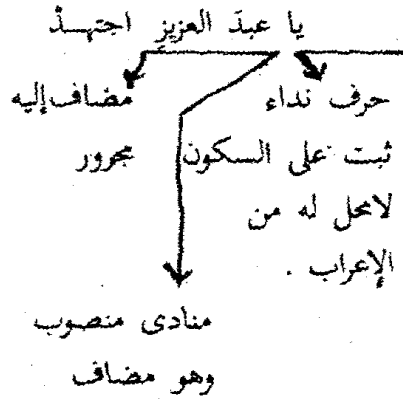 يا عبدَ العزيزِ اجتهدْ
حرف نداء
ثبت على السكون
لامحل له من
الإعراب .
مضاف إليه
مجرور
منادى منصوب
وهو مضاف